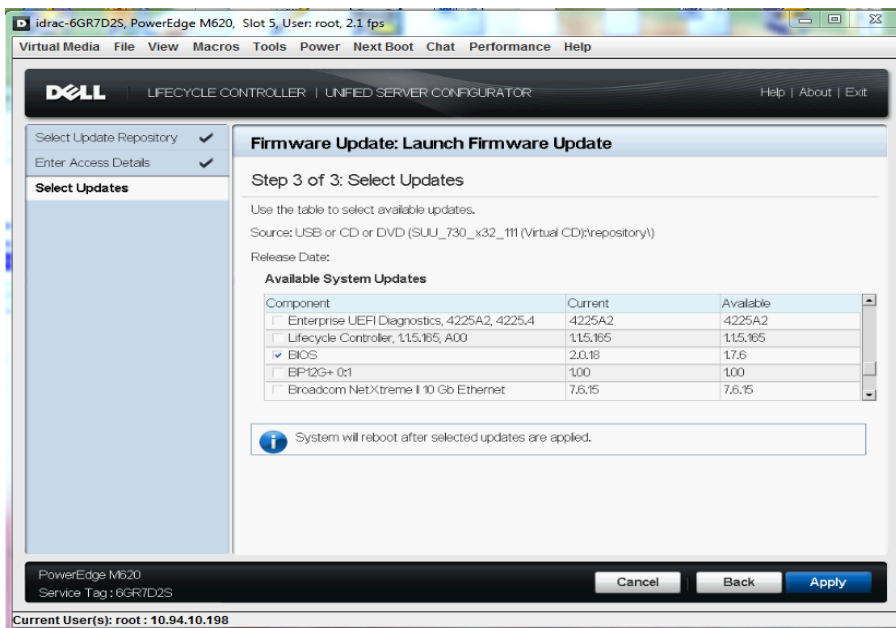 idrac-6GR7D2S, PowerEdge M620, Slot 5, User: root, 2.1 fps
Virtual Media File View Macros Tools Power Next Boot Chat Performance Help
DELL LIFECYCLE CONTROLLER | UNIFIED SERVER CONFIGURATOR Help | About | Exit
Select Update Repository
Enter Access Details
Select Updates
Firmware Update: Launch Firmware Update
Step 3 of 3: Select Updates
Use the table to select available updates.
Source: USB or CD or DVD (SUU_730_x32_111 (Virtual CD):\repository\)
Release Date:
Available System Updates
Component Current Available
Enterprise UEFI Diagnostics, 4225A2, 4225.4 4225A2 4225A2
Lifecycle Controller, 1.1.5.165, A00 1.1.5.165 1.1.5.165
BIOS 2.0.18 1.7.6
BP12G+ 0:1 1.00 1.00
Broadcom NetXtreme II 10 Gb Ethernet 7.6.15 7.6.15
System will reboot after selected updates are applied.
PowerEdge M620
Service Tag : 6GR7D2S
Cancel Back Apply
Current User(s): root : 10.94.10.198